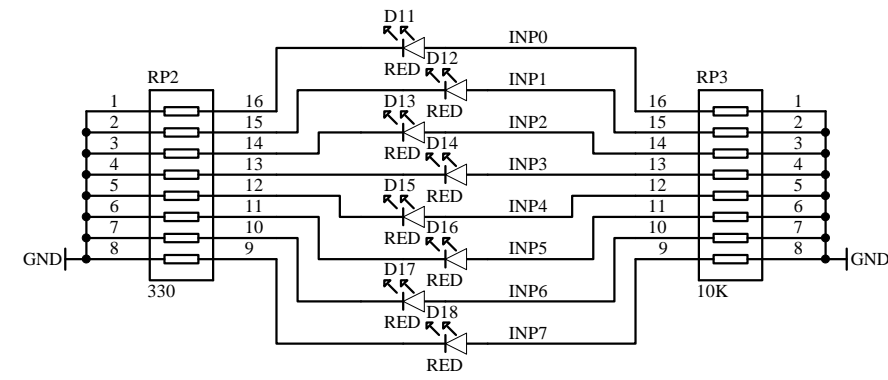 D11
INP0
RED D12
RP2
INP1
RP3
1 16
RED
16 1
2 15
D13
15 2
INP2
3 14
RED D14
14 3
4 13
INP3
13 4
5 12
D15 RED
12 5
INP4
6 11
RED D16
11 6
7 10
INP5
10 7
GND 8 9
D17 RED
9 8 GND
330
INP6
10K
RED D18
INP7
RED